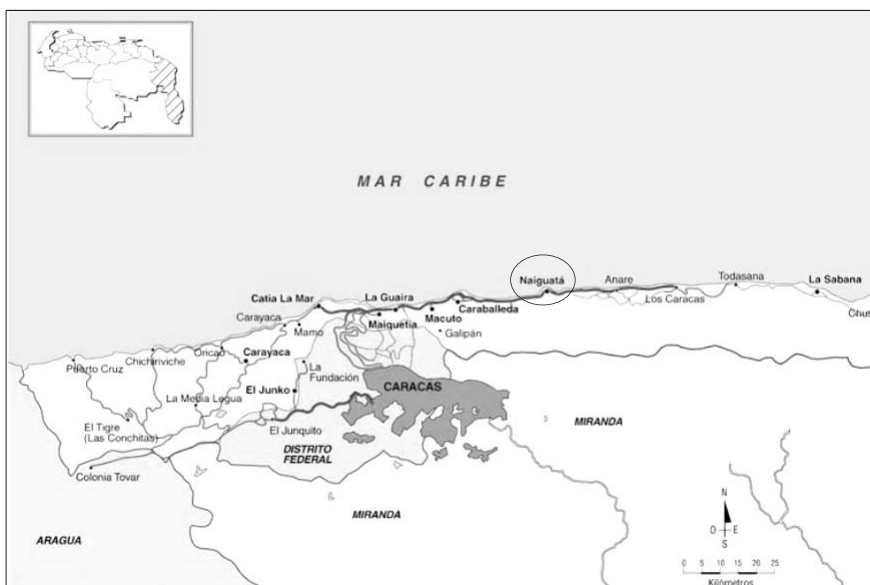 MAR CARIBE
Naiguatá
Anare
Todasana
La Sabana
Los Caracas
Chus
Catia La Mar
La Guaira
Caraballeda
Macuto
Maiquetia
Galipán
Carayaca
Mamo
Oricao
Chichiriviche
Puerto Cruz
Carayaca
La
Fundación
El Junko
La Media Legua
CARACAS
El Tigre
(Las Conchitas)
El Junquito
DISTRITO
FEDERAL
Colonia Tovar
MIRANDA
MIRANDA
ARAGUA
N
O E
S
0 5 10 15 20 25
Kilómetros